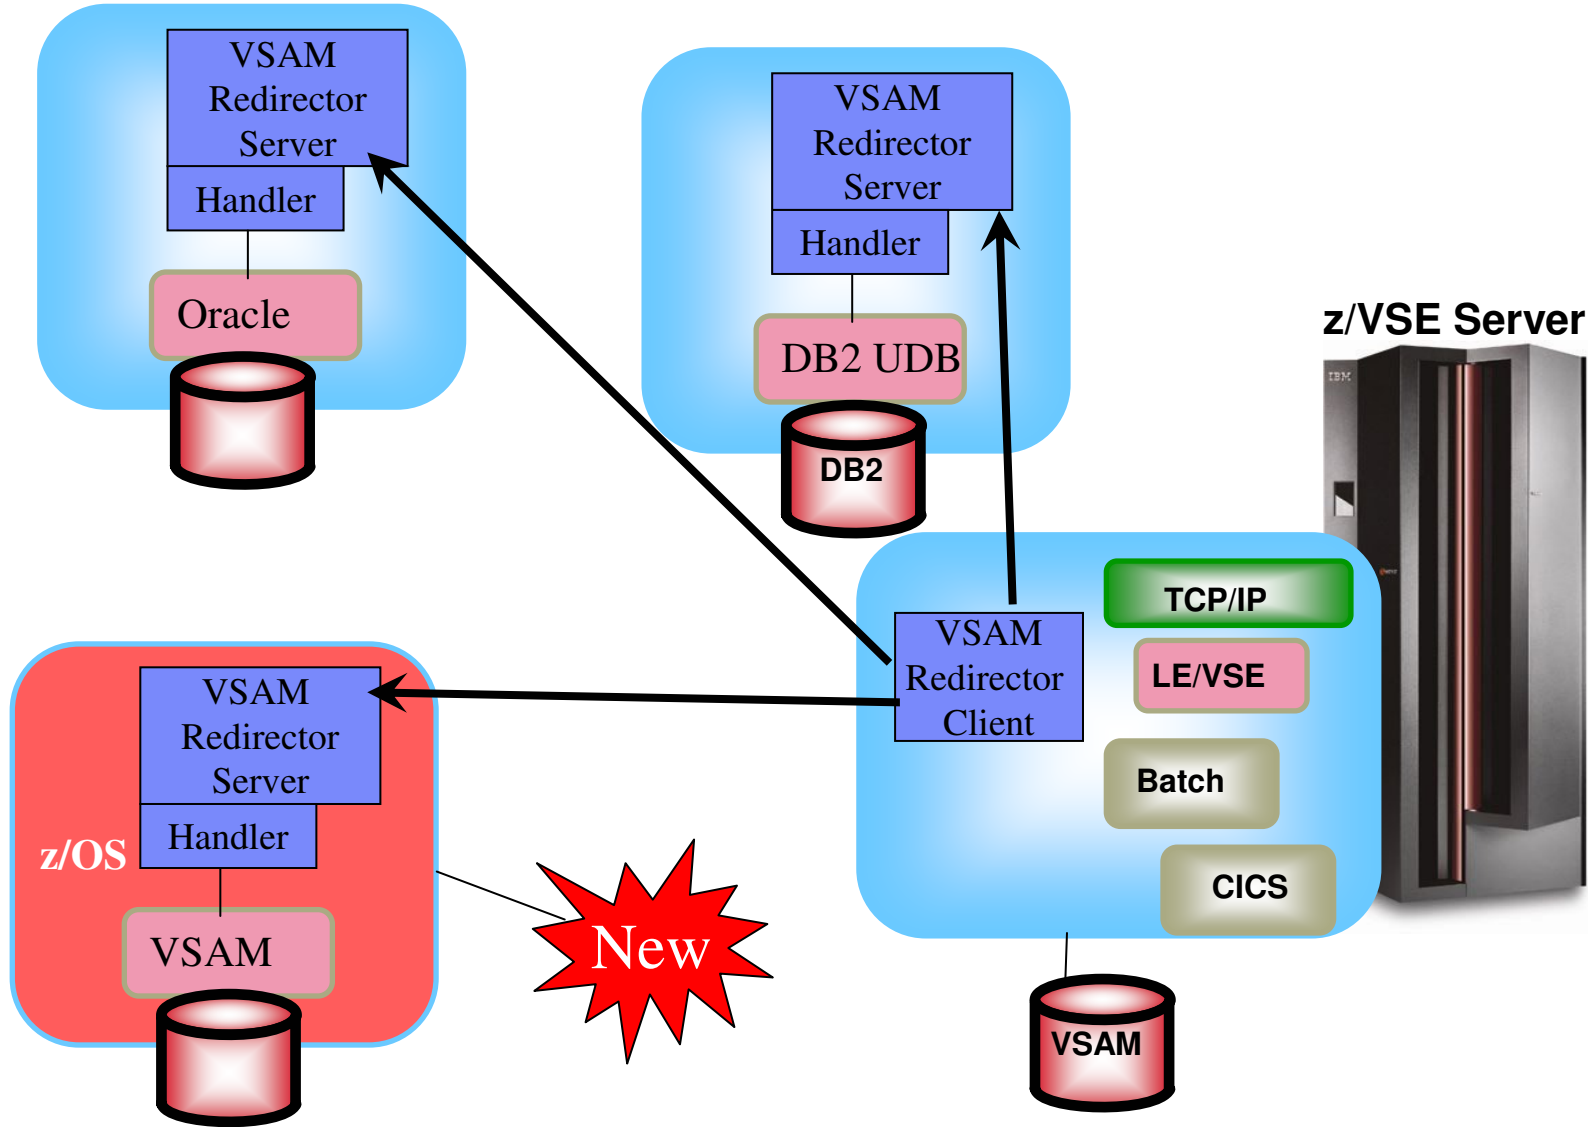 VSAM
Redirector
Server
Handler
Oracle
VSAM
Redirector
Server
Handler
DB2 UDB
DB2
z/VSE Server
IBM
TCP/IP
LE/VSE
Batch
CICS
VSAM
Redirector
Client
VSAM
VSAM
Redirector
Server
Handler
z/OS
VSAM
New